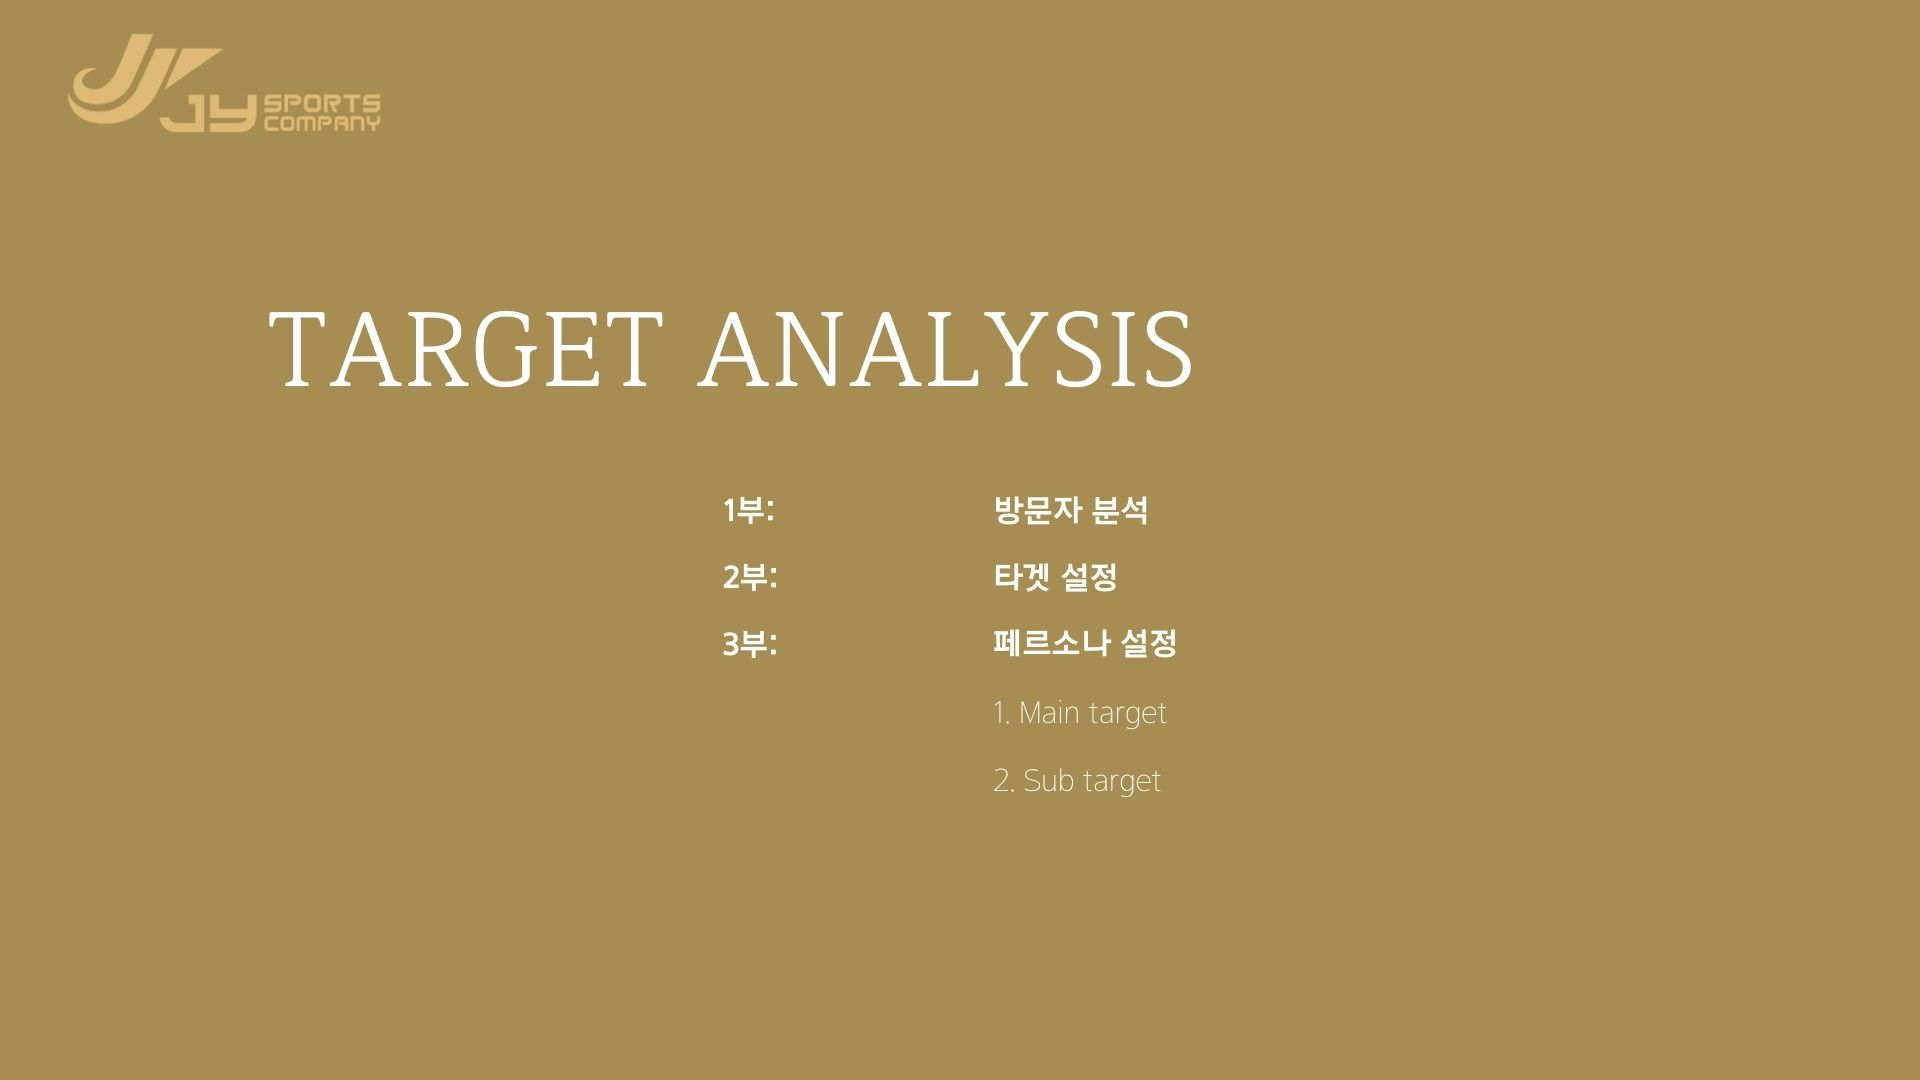 JY SPORTS
COMPANY
TARGET ANALYSIS
1부: 방문자 분석
2부: 타겟 설정
3부: 페르소나 설정
1. Main target
2. Sub target